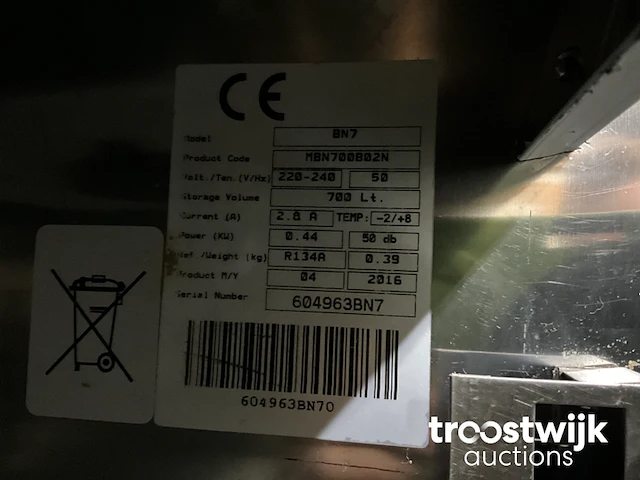 CE
Model BN7
Product Code MBN700B02N
Volt./Ten.(V/Hz) 220-240 50
Storage Volume 700 Lt.
Current (A) 2.8 A TEMP: -2/+8
Power (KW) 0.44 50 db
Ref./Weight (kg) R134A 0.39
Product M/Y 04 2016
Serial Number 604963BN7
604963BN70
troostwijk
auctions